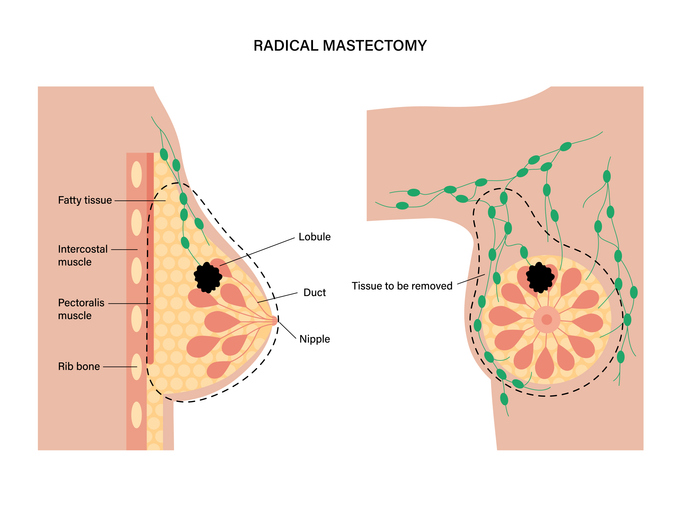 RADICAL MASTECTOMY
Fatty tissue
Intercostal
muscle
Pectoralis
muscle
Rib bone
Lobule
Duct
Nipple
Tissue to be removed